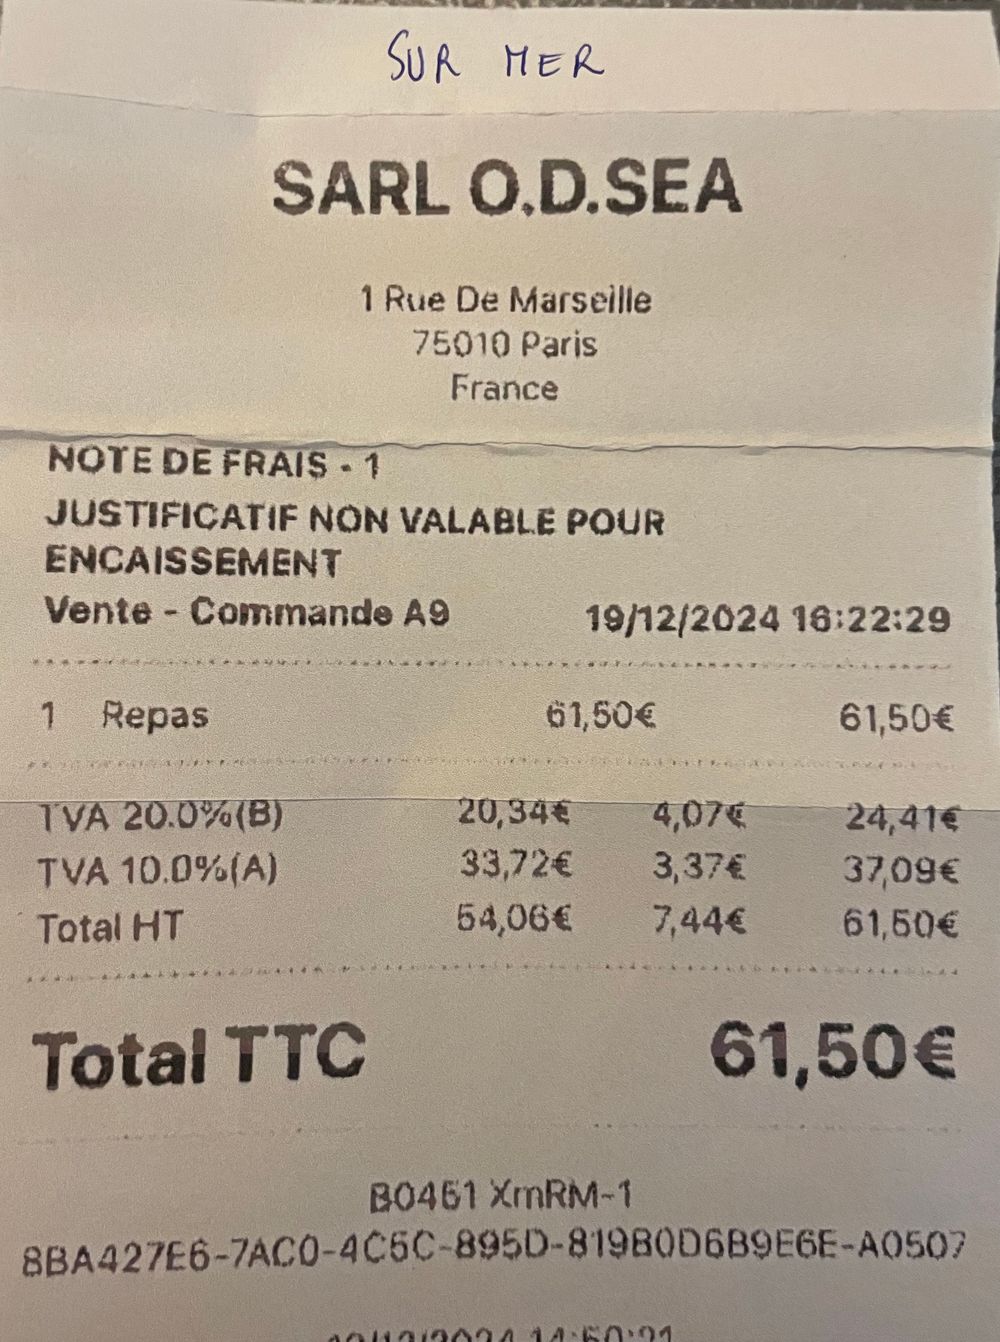 SUR MER
SARL O.D.SEA
1 Rue De Marseille
75010 Paris
France
NOTE DE FRAIS - 1
JUSTIFICATIF NON VALABLE POUR
ENCAISSEMENT
Vente - Commande A9 19/12/2024 16:22:29
1 Repas 61,50€ 61,50€
TVA 20.0%(B) 20,34€ 4,07€ 24,41€
TVA 10.0%(A) 33,72€ 3,37€ 37,09€
Total HT 54,06€ 7,44€ 61,50€
Total TTC 61,50€
B0461 XmRM-1
8BA427E6-7AC0-4C5C-895D-819B0D6B9E6E-A0507